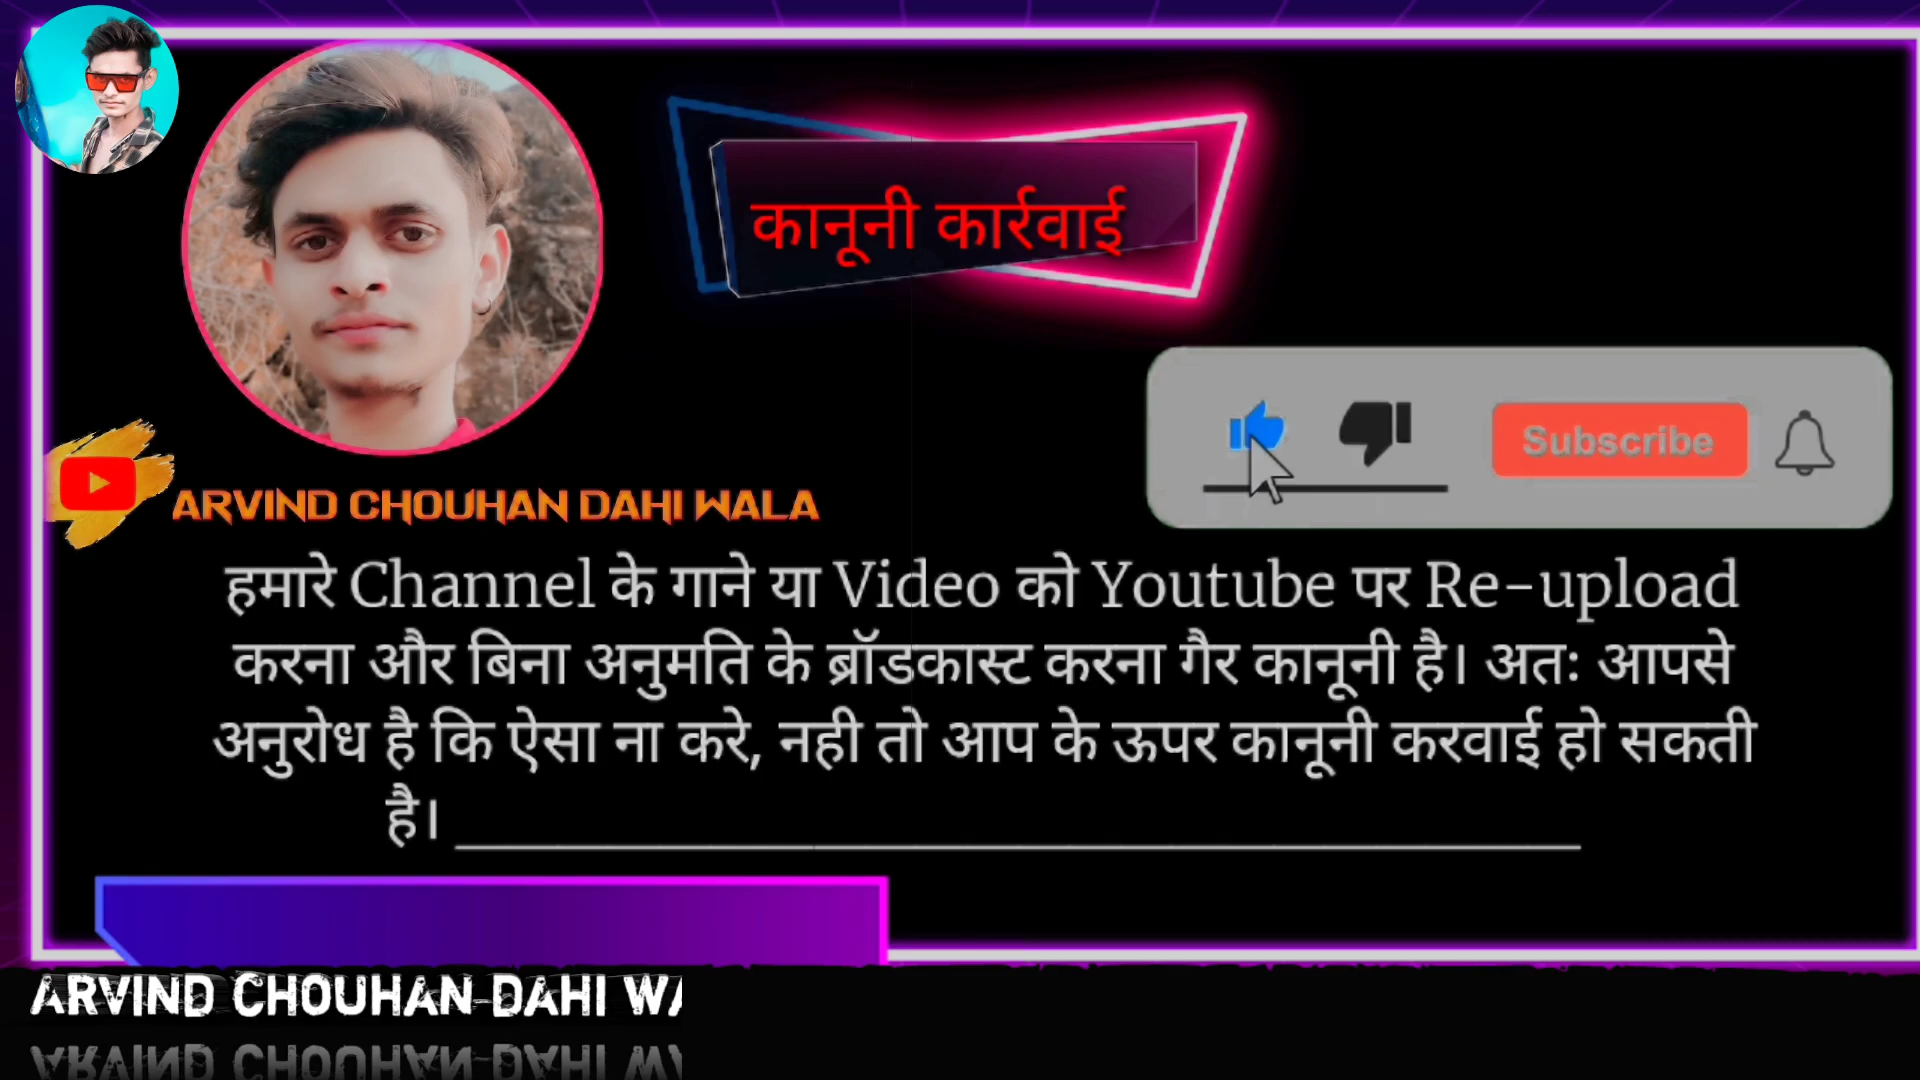 कानूनी कार्रवाई
Subscribe
ARVIND CHOUHAN DAHI WALA
हमारे Channel के गाने या Video को Youtube पर Re-upload
करना और बिना अनुमति के ब्रॉडकास्ट करना गैर कानूनी है। अतः आपसे
अनुरोध है कि ऐसा ना करे, नही तो आप के ऊपर कानूनी करवाई हो सकती
है।
ARVIND CHOUHAN DAHI WA